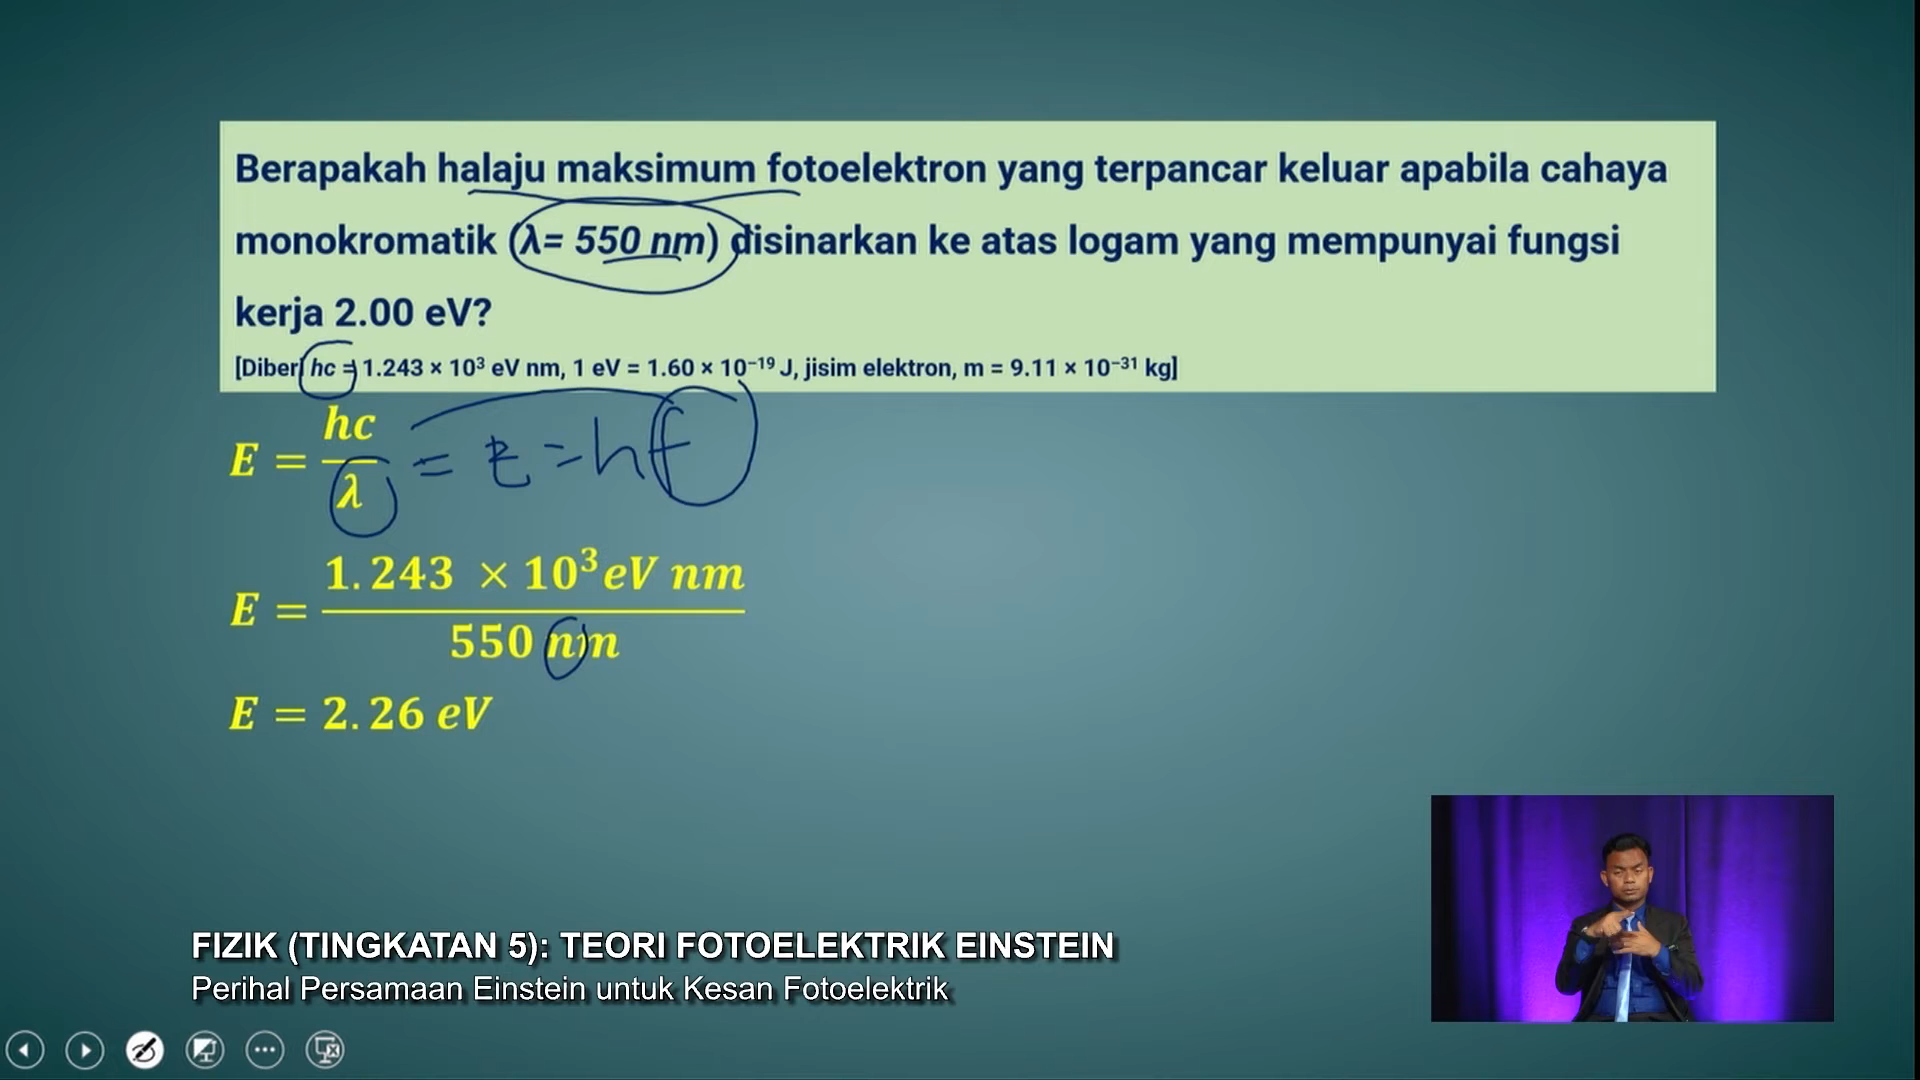 Berapakah halaju maksimum fotoelektron yang terpancar keluar apabila cahaya
monokromatik (λ= 550 nm) disinarkan ke atas logam yang mempunyai fungsi
kerja 2.00 eV?
[Diberi hc = 1.243 × 10³ eV nm, 1 eV = 1.60 × 10⁻¹⁹ J, jisim elektron, m = 9.11 × 10⁻³¹ kg]
E = hc/λ = E = hf
E = 1.243 × 10³ eV nm / 550 nm
E = 2.26 eV
FIZIK (TINGKATAN 5): TEORI FOTOELEKTRIK EINSTEIN
Perihal Persamaan Einstein untuk Kesan Fotoelektrik